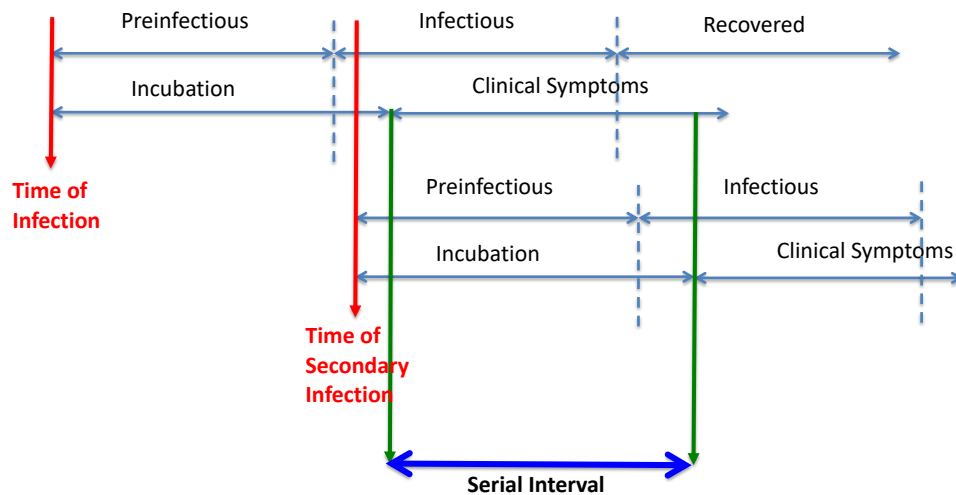 Preinfectious
Infectious
Recovered
Incubation
Clinical Symptoms
Time of
Infection
Preinfectious
Infectious
Incubation
Clinical Symptoms
Time of
Secondary
Infection
Serial Interval